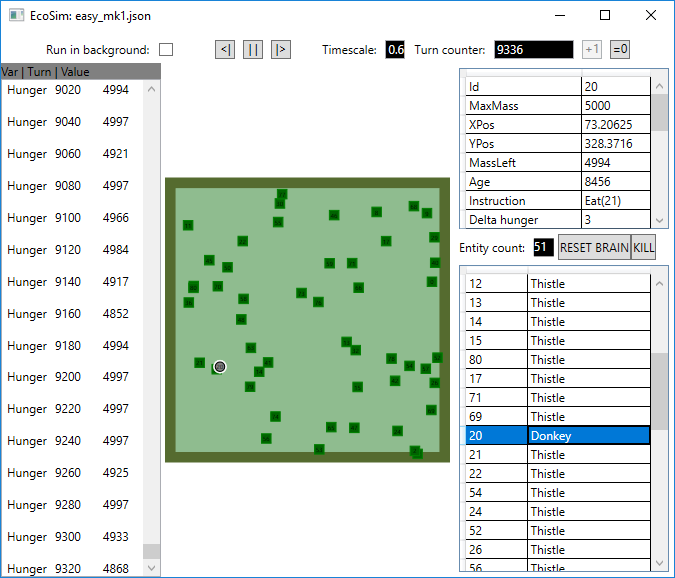 EcoSim: easy_mk1.json
Run in background: <| || |> Timescale: 0.6 Turn counter: 9336 +1 =0
Var | Turn | Value
Hunger 9020 4994
Hunger 9040 4997
Hunger 9060 4921
Hunger 9080 4997
Hunger 9100 4966
Hunger 9120 4984
Hunger 9140 4917
Hunger 9160 4852
Hunger 9180 4994
Hunger 9200 4997
Hunger 9220 4997
Hunger 9240 4997
Hunger 9260 4925
Hunger 9280 4997
Hunger 9300 4933
Hunger 9320 4868
Id 20
MaxMass 5000
XPos 73.20625
YPos 328.3716
MassLeft 4994
Age 8456
Instruction Eat(21)
Delta hunger 3
Entity count: 51 RESET BRAIN KILL
12 Thistle
13 Thistle
14 Thistle
15 Thistle
80 Thistle
17 Thistle
71 Thistle
69 Thistle
20 Donkey
21 Thistle
22 Thistle
54 Thistle
24 Thistle
52 Thistle
26 Thistle
56 Thistle